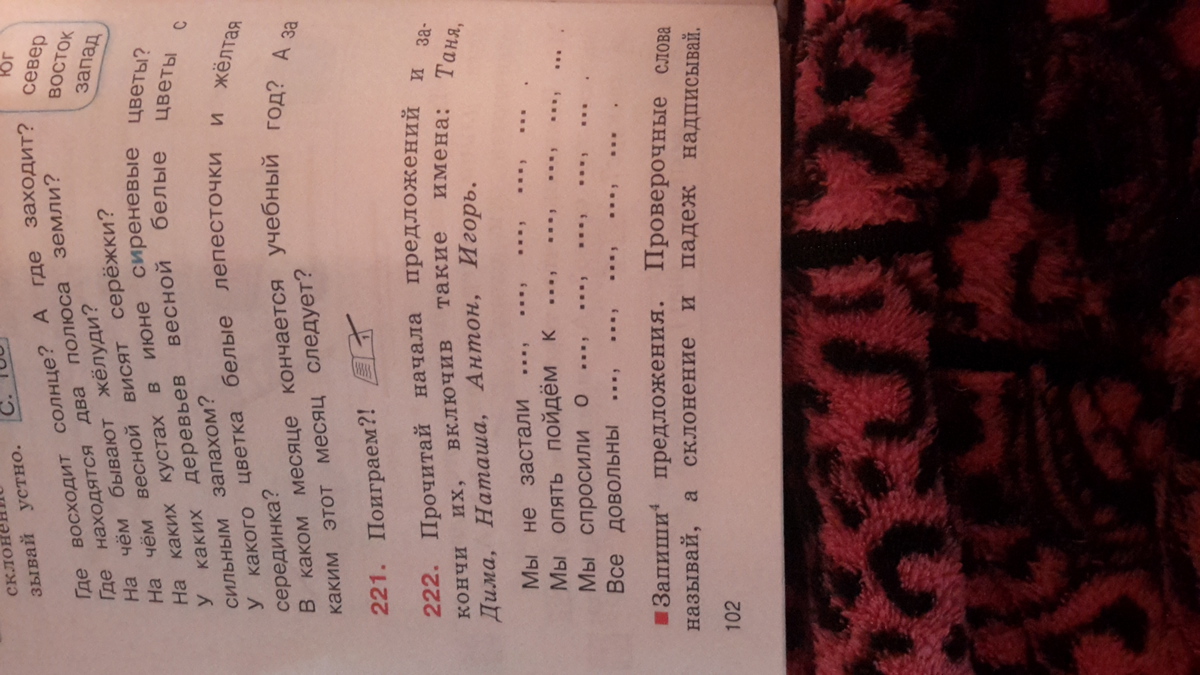 склонение
зывай устно.
С.
Где восходит солнце? А где заходит?
Где находятся два полюса земли?
На чём бывают жёлуди?
На чём весной висят серёжки?
На каких кустах в июне сиреневые цветы?
У каких деревьев весной белые цветы с
сильным запахом?
У какого цветка белые лепесточки и жёлтая
серединка?
В каком месяце кончается учебный год? А за
каким этот месяц следует?
юг
север
восток
запад
221. Поиграем?!
222. Прочитай начала предложений и за-
кончи их, включив такие имена: Таня,
Дима, Наташа, Антон, Игорь.
Мы не застали ..., ..., ..., ..., ... .
Мы опять пойдём к ..., ..., ..., ..., ... .
Мы спросили о ..., ..., ..., ..., ... .
Все довольны ..., ..., ..., ..., ... .
Запиши⁴ предложения. Проверочные слова
называй, а склонение и падеж надписывай.
102